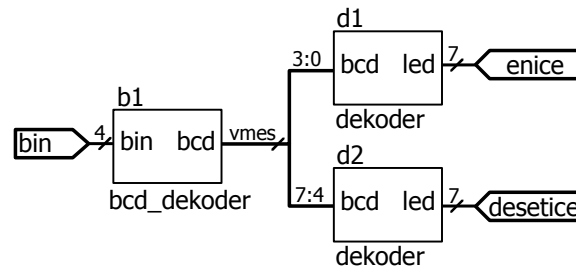 d1
3:0
bcd
led
7
enice
dekoder
b1
bin
4
bin
bcd
vmes
bcd_dekoder
d2
7:4
bcd
led
7
desetice
dekoder